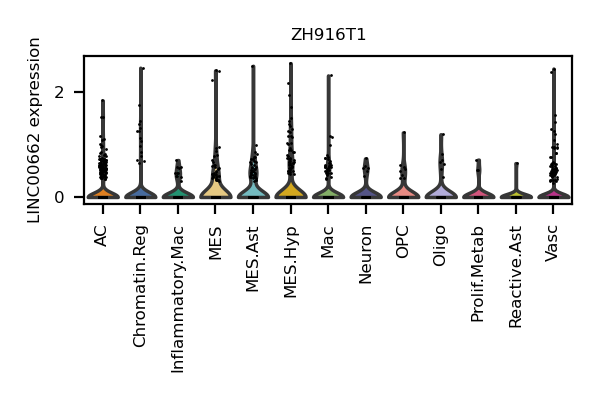 ZH916T1
LINC00662 expression
2
0
AC
Chromatin.Reg
Inflammatory.Mac
MES
MES.Ast
MES.Hyp
Mac
Neuron
OPC
Oligo
Prolif.Metab
Reactive.Ast
Vasc